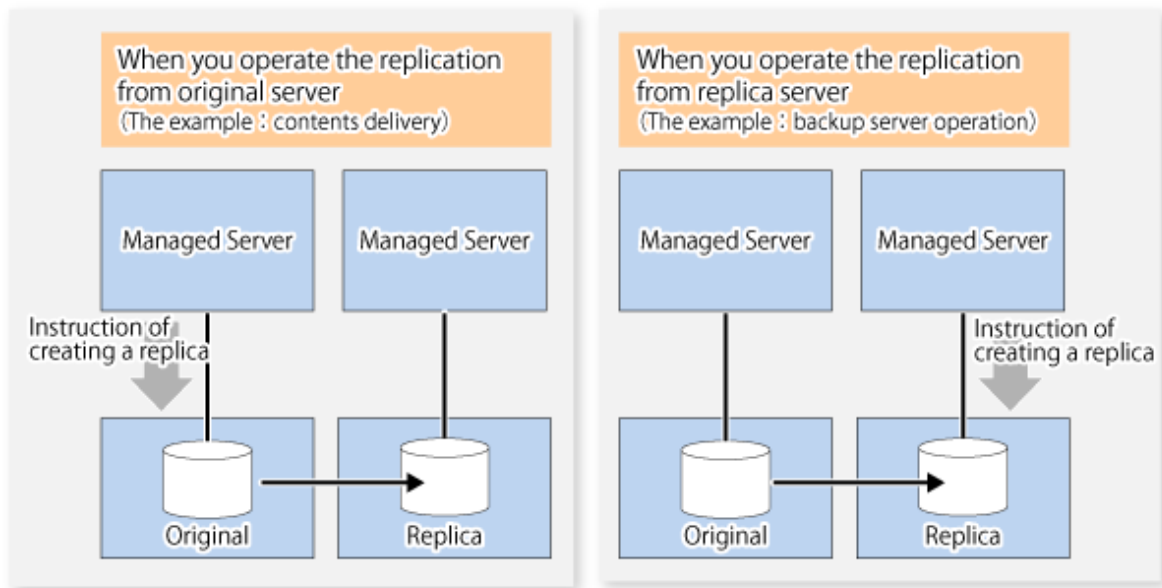 When you operate the replication
from original server
(The example：contents delivery)
Managed Server
Managed Server
Instruction of
creating a replica
Original
Replica
When you operate the replication
from replica server
(The example：backup server operation)
Managed Server
Managed Server
Instruction of
creating a replica
Original
Replica